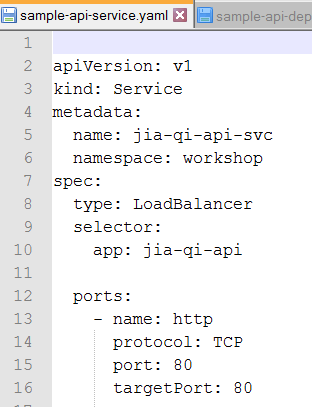 sample-api-service.yaml sample-api-dep
1
2 apiVersion: v1
3 kind: Service
4 metadata:
5   name: jia-qi-api-svc
6   namespace: workshop
7 spec:
8   type: LoadBalancer
9   selector:
10     app: jia-qi-api
11
12   ports:
13     - name: http
14       protocol: TCP
15       port: 80
16       targetPort: 80